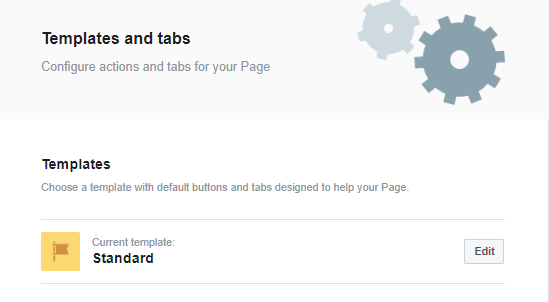 Templates and tabs
Configure actions and tabs for your Page
Templates
Choose a template with default buttons and tabs designed to help your Page.
Current template:
Standard
Edit